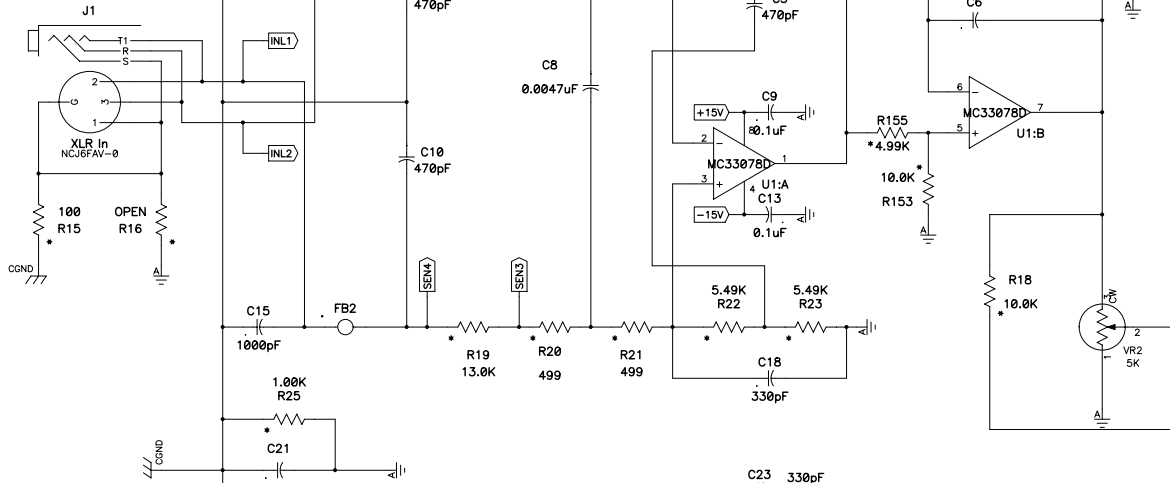 470pF
470pF
C6
A
J1
T1
R
S
INL1
2
G
3
1
XLR In
NCJ6FAV-0
INL2
C8
0.0047uF
C10
470pF
+15V
C9
A
0.1uF
8
2
MC33078D
1
3
U1:A
4
-15V
C13
A
0.1uF
R155
*4.99K
6
MC33078D
7
5
U1:B
*
10.0K
R153
A
100
R15
*
OPEN
R16
*
CGND
A
SEN4
SEN3
C15
1000pF
FB2
*
R19
13.0K
*
R20
499
*
R21
499
5.49K
R22
*
5.49K
R23
*
A
C18
330pF
R18
10.0K
*
3
CW
2
VR2
5K
1
A
1.00K
R25
*
CGND
C21
A
C23 330pF